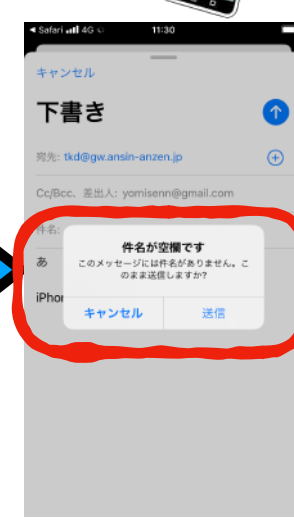 Safari 4G 11:30
キャンセル
下書き
宛先: tkd@gw.ansin-anzen.jp
Cc/Bcc、差出人: yomisenn@gmail.com
件名:
あ
件名が空欄です
このメッセージには件名がありません。こ
のまま送信しますか?
iPhon
キャンセル 送信